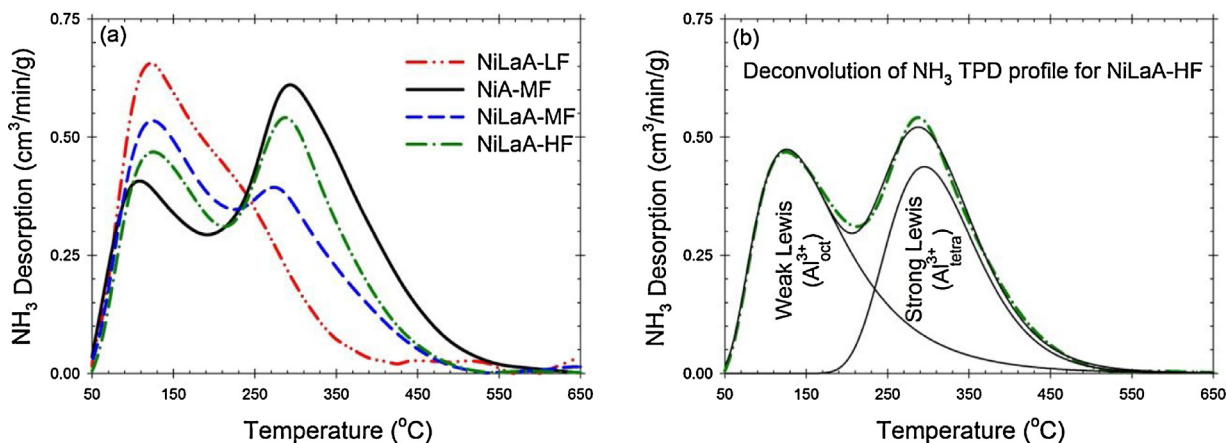 (a)
NiLaA-LF
NiA-MF
NiLaA-MF
NiLaA-HF
NH₃ Desorption (cm³/min/g)
0.75
0.50
0.25
0.00
50 150 250 350 450 550 650
Temperature (°C)
(b)
Deconvolution of NH₃ TPD profile for NiLaA-HF
Weak Lewis
(Al³⁺oct)
Strong Lewis
(Al³⁺tetra)
NH₃ Desorption (cm³/min/g)
0.75
0.50
0.25
0.00
50 150 250 350 450 550 650
Temperature (°C)